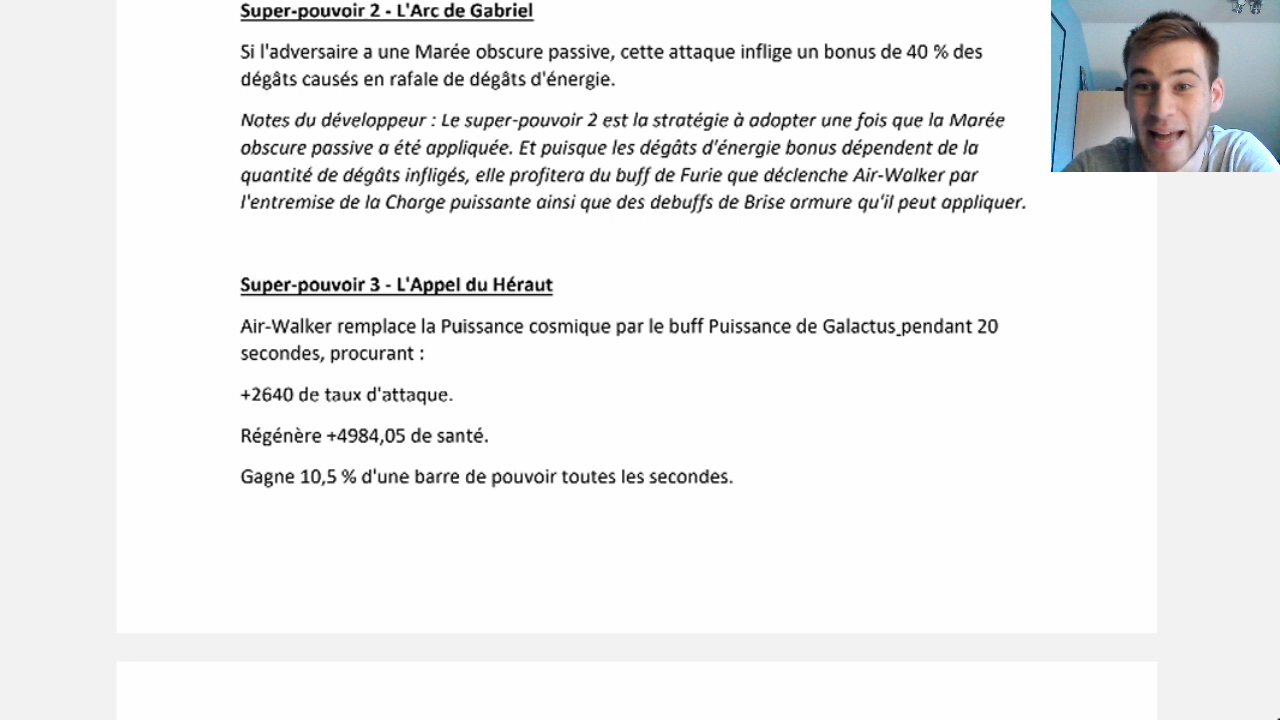 Super-pouvoir 2 - L'Arc de Gabriel
Si l'adversaire a une Marée obscure passive, cette attaque inflige un bonus de 40 % des
dégâts causés en rafale de dégâts d'énergie.
Notes du développeur : Le super-pouvoir 2 est la stratégie à adopter une fois que la Marée
obscure passive a été appliquée. Et puisque les dégâts d'énergie bonus dépendent de la
quantité de dégâts infligés, elle profitera du buff de Furie que déclenche Air-Walker par
l'entremise de la Charge puissante ainsi que des debuffs de Brise armure qu'il peut appliquer.
Super-pouvoir 3 - L'Appel du Héraut
Air-Walker remplace la Puissance cosmique par le buff Puissance de Galactus pendant 20
secondes, procurant :
+2640 de taux d'attaque.
Régénère +4984,05 de santé.
Gagne 10,5 % d'une barre de pouvoir toutes les secondes.